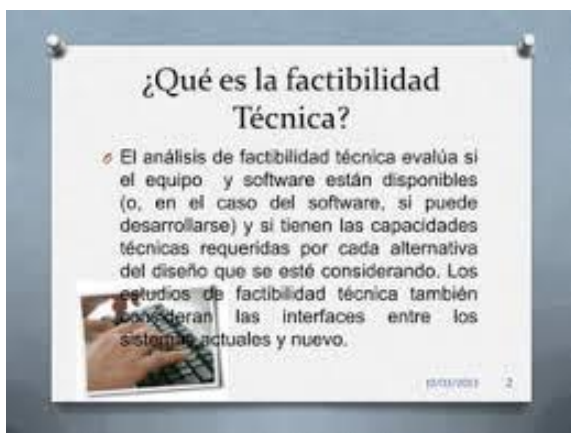 ¿Qué es la factibilidad
Técnica?
El análisis de factibilidad técnica evalúa si
el equipo y software están disponibles
(o, en el caso del software, si puede
desarrollarse) y si tienen las capacidades
técnicas requeridas por cada alternativa
del diseño que se esté considerando. Los
estudios de factibilidad técnica también
consideran las interfaces entre los
sistemas actuales y nuevo.
2